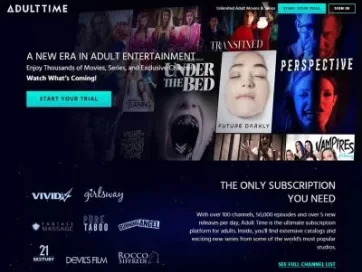 ADULTTIME
Unlimited Adult Movies & Series
START YOUR TRIAL
SIGN IN
A NEW ERA IN ADULT ENTERTAINMENT
Enjoy Thousands of Movies, Series, and Exclusive
Watch What's Coming!
START YOUR TRIAL
TRANSFIXED
UNDER
THE
BED
FUTURE DARKLY
PERSPECTIVE
VAMPIRES
THE ONLY SUBSCRIPTION
YOU NEED
With over 100 channels, 50,000 episodes and over 5 new
releases per day, Adult Time is the ultimate subscription
platform for adults. Inside, you'll find extensive catalogs and
exciting new series from some of the world's most popular
studios.
SEE FULL CHANNEL LIST
VIVID
girlsway
FANTASY
MASSAGE
PURE
TABOO
BURNINGANGEL
21
SEXTURY
DEVIL'S FILM
ROCCO
SIFFREDI